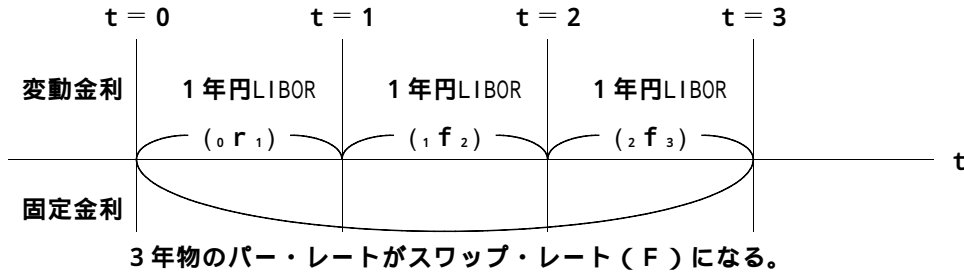 t＝0 t＝1 t＝2 t＝3
変動金利 1年円LIBOR 1年円LIBOR 1年円LIBOR
(₀r₁) (₁f₂) (₂f₃)
t
固定金利
3年物のパー・レートがスワップ・レート(F)になる。